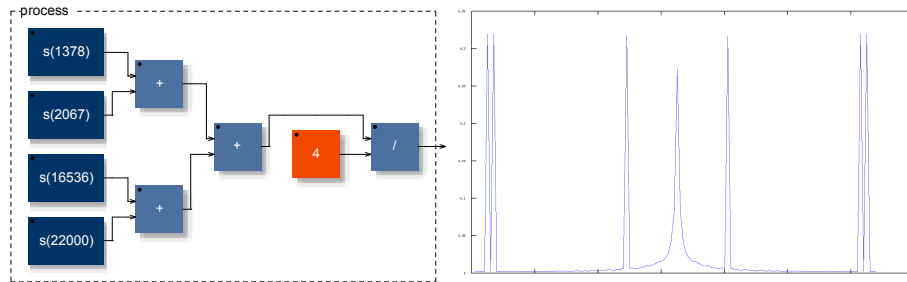 process
s(1378)
+
s(2067)
+
4
/
s(16536)
+
s(22000)